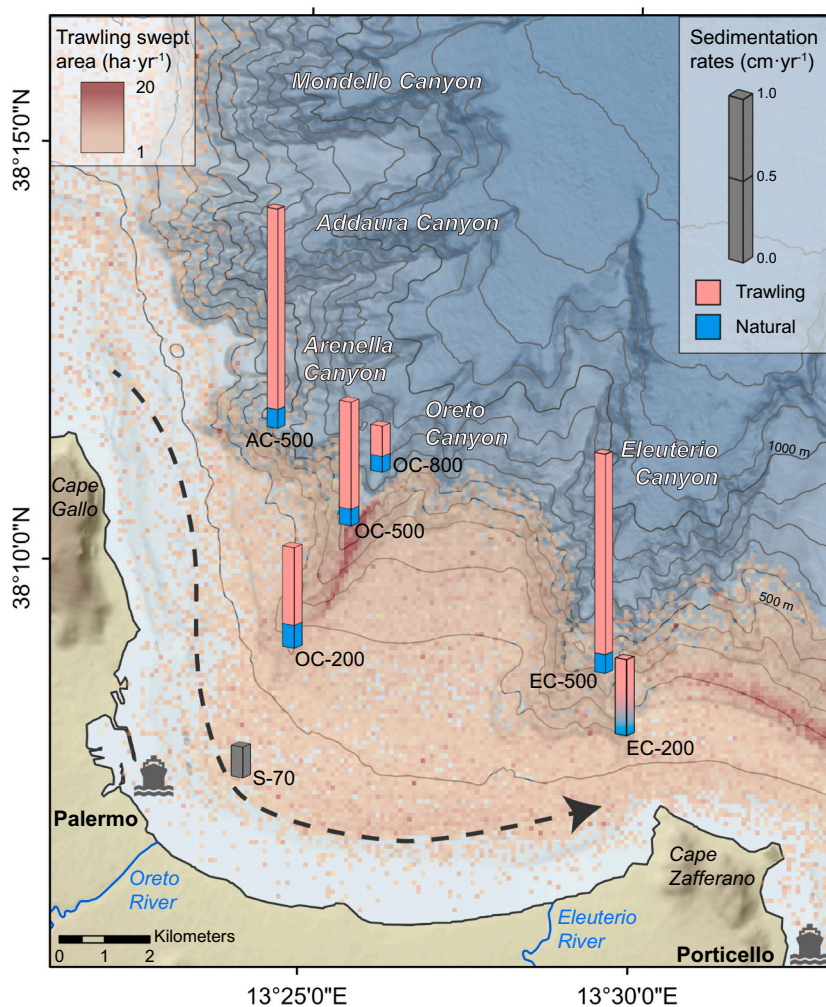 Trawling swept
area (ha·yr⁻¹)
20
1
Sedimentation
rates (cm·yr⁻¹)
1.0
0.5
0.0
Trawling
Natural
38°15'0"N
38°10'0"N
Mondello Canyon
Addaura Canyon
Arenella
Canyon
Oreto
Canyon
Eleuterio
Canyon
AC-500
OC-800
OC-500
1000 m
500 m
Cape
Gallo
OC-200
EC-500
EC-200
S-70
Palermo
Cape
Zafferano
Oreto
River
Eleuterio
River
Porticello
Kilometers
0 1 2
13°25'0"E
13°30'0"E